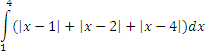 ∫₁⁴(|x − 1| + |x − 2| + |x − 4|)dx